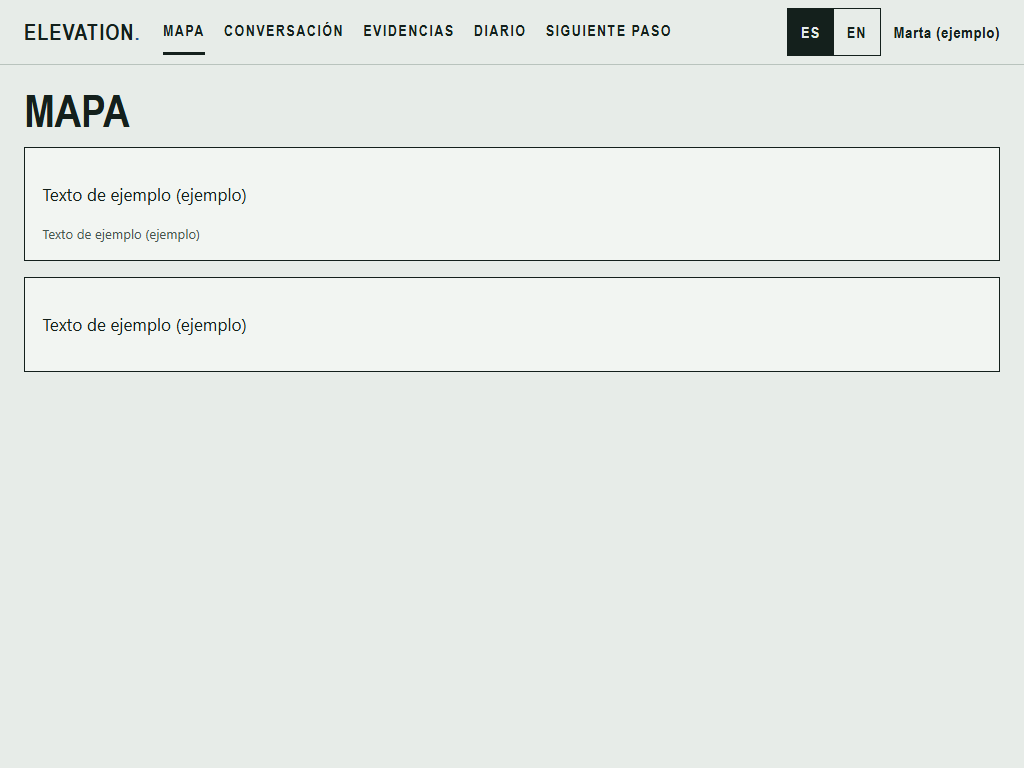 ELEVATION. MAPA CONVERSACIÓN EVIDENCIAS DIARIO SIGUIENTE PASO ES EN Marta (ejemplo)
MAPA
Texto de ejemplo (ejemplo)
Texto de ejemplo (ejemplo)
Texto de ejemplo (ejemplo)